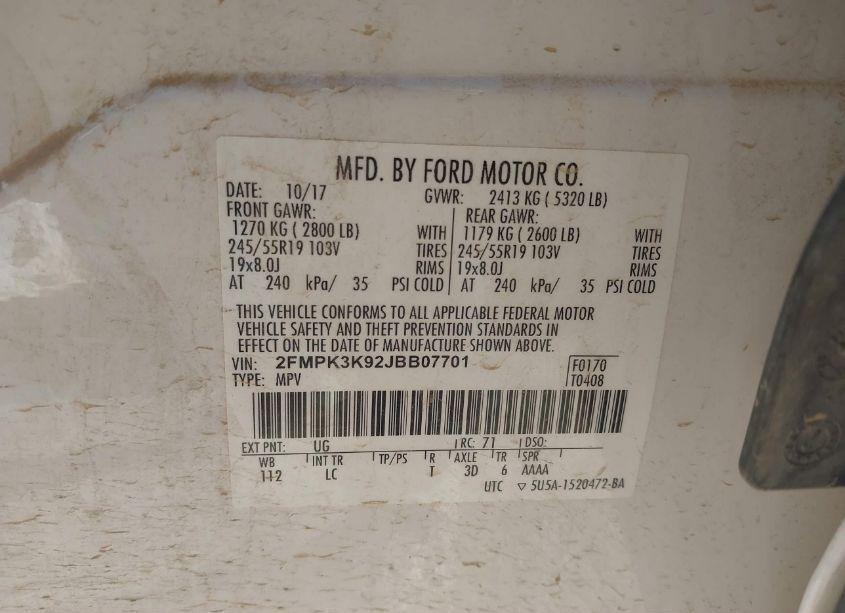 MFD. BY FORD MOTOR CO.
DATE: 10/17 GVWR: 2413 KG ( 5320 LB)
FRONT GAWR: REAR GAWR:
1270 KG ( 2800 LB) WITH 1179 KG ( 2600 LB) WITH
245/55R19 103V TIRES 245/55R19 103V TIRES
19x8.0J RIMS 19x8.0J RIMS
AT 240 kPa/ 35 PSI COLD AT 240 kPa/ 35 PSI COLD
THIS VEHICLE CONFORMS TO ALL APPLICABLE FEDERAL MOTOR
VEHICLE SAFETY AND THEFT PREVENTION STANDARDS IN
EFFECT ON THE DATE OF MANUFACTURE SHOWN ABOVE.
VIN: 2FMPK3K92JBB07701 F0170
TYPE: MPV T0408
EXT PNT: UG RC: 71 DSO:
WB INT TR TP/PS R AXLE TR SPR
112 LC T 3D 6 AAAA
UTC ▽ 5U5A-1520472-BA